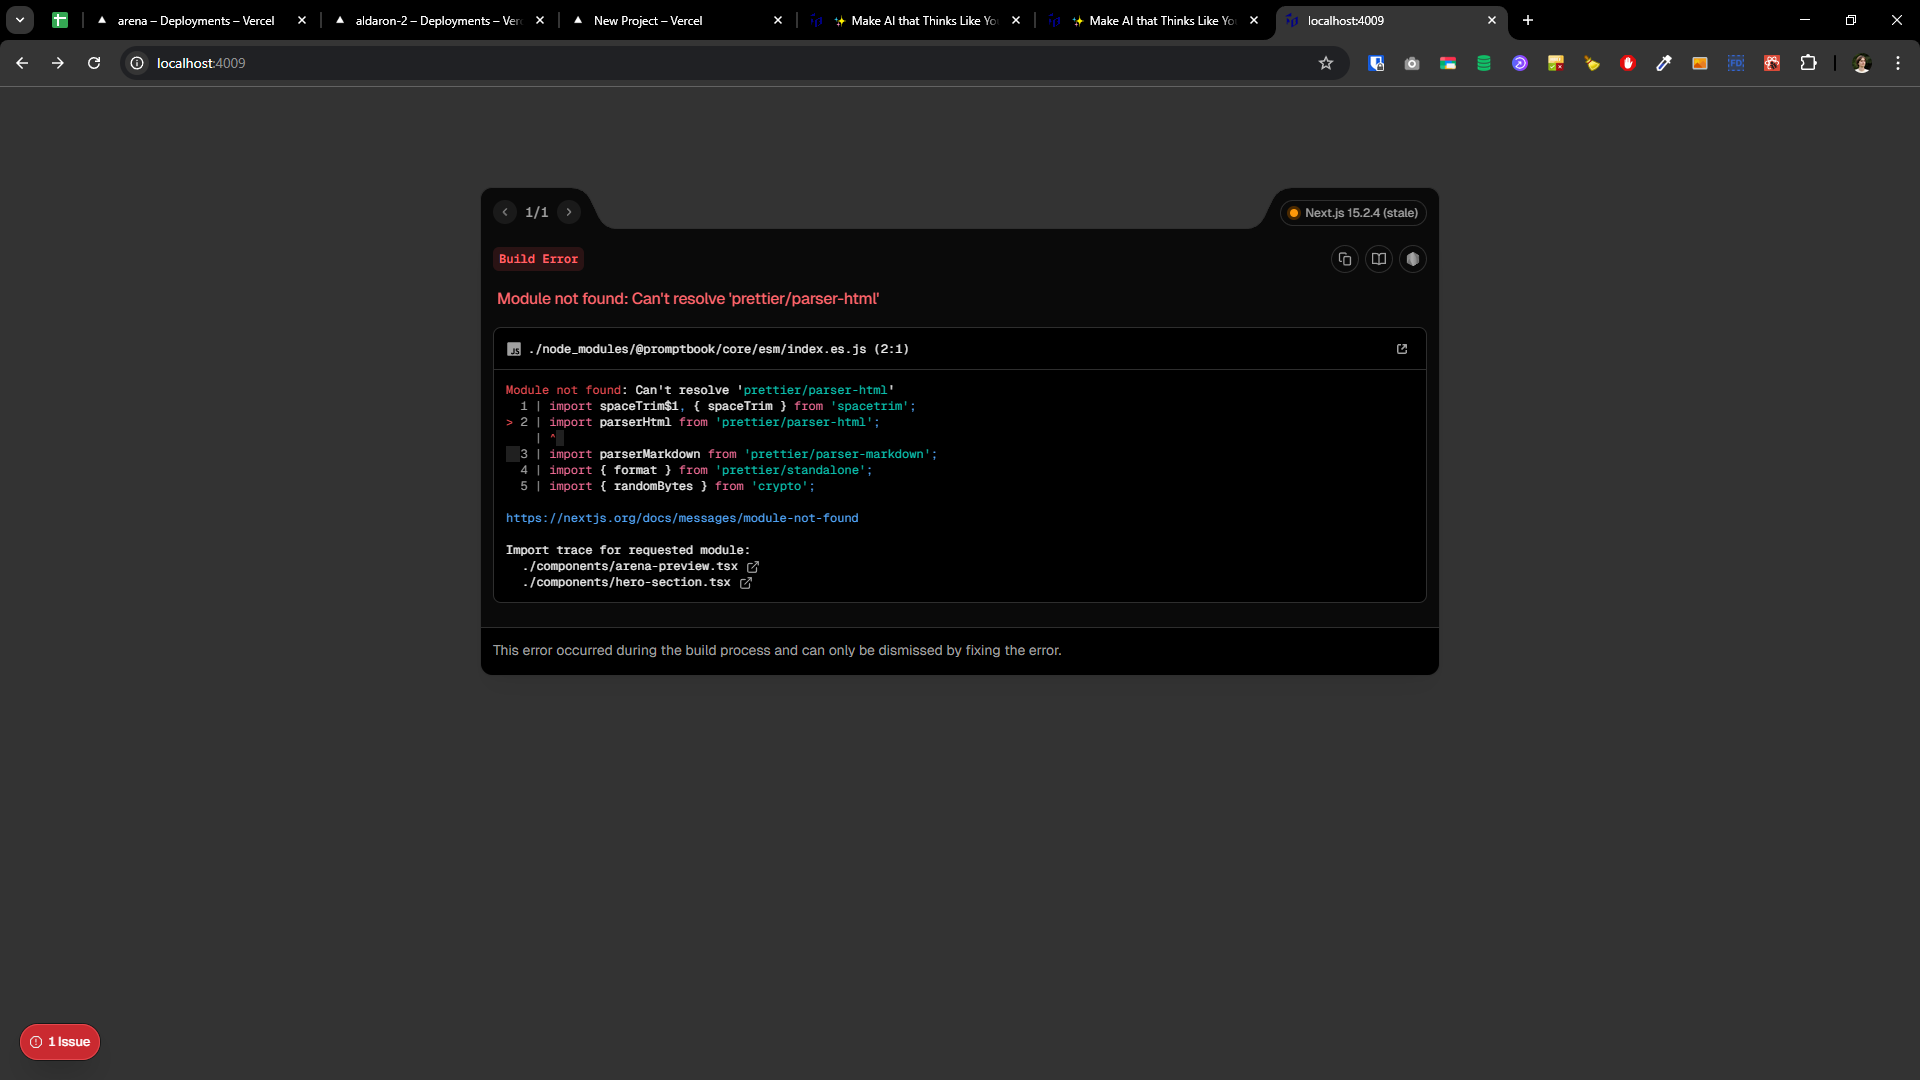 arena – Deployments – Vercel
aldaron-2 – Deployments – Ver
New Project – Vercel
✨ Make AI that Thinks Like Yo
✨ Make AI that Thinks Like Yo
localhost:4009
localhost:4009
1/1
Next.js 15.2.4 (stale)
Build Error
Module not found: Can't resolve 'prettier/parser-html'
./node_modules/@promptbook/core/esm/index.es.js (2:1)
Module not found: Can't resolve 'prettier/parser-html'
1 | import spaceTrim$1, { spaceTrim } from 'spacetrim';
> 2 | import parserHtml from 'prettier/parser-html';
| ^
3 | import parserMarkdown from 'prettier/parser-markdown';
4 | import { format } from 'prettier/standalone';
5 | import { randomBytes } from 'crypto';
https://nextjs.org/docs/messages/module-not-found
Import trace for requested module:
./components/arena-preview.tsx
./components/hero-section.tsx
This error occurred during the build process and can only be dismissed by fixing the error.
1 Issue